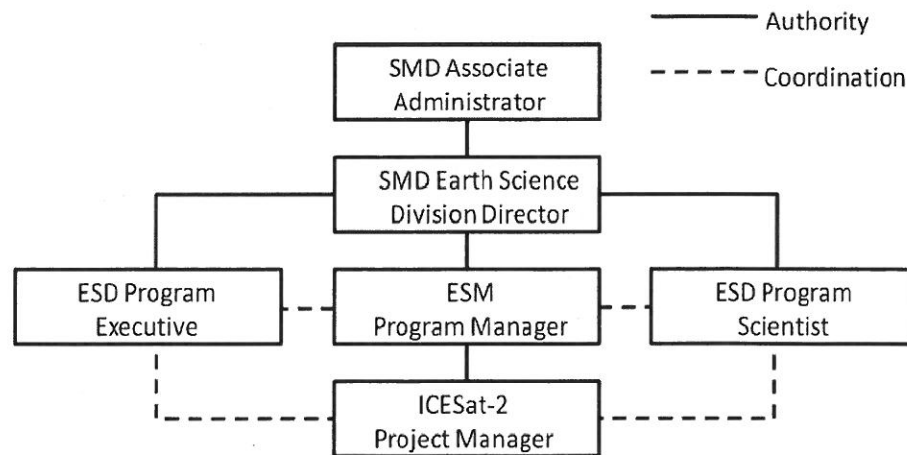 Authority
Coordination
SMD Associate
Administrator
SMD Earth Science
Division Director
ESD Program
Executive
ESM
Program Manager
ESD Program
Scientist
ICESat-2
Project Manager